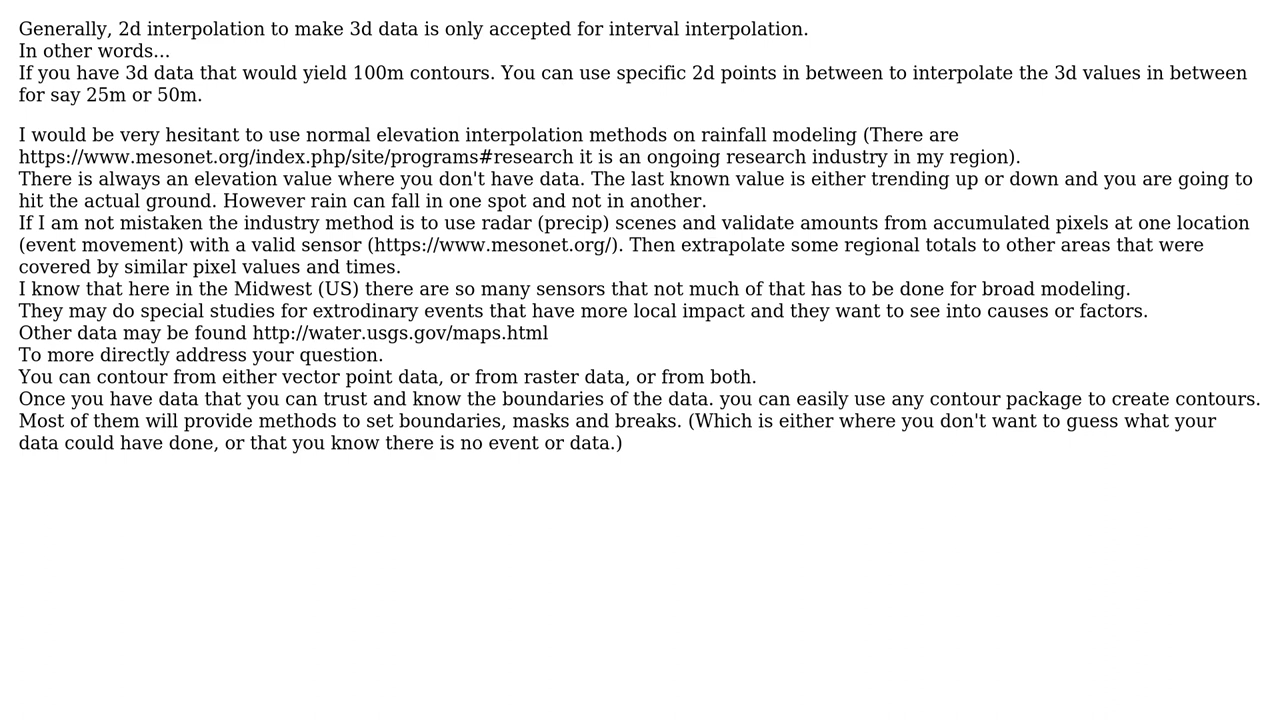 Generally, 2d interpolation to make 3d data is only accepted for interval interpolation.
In other words...
If you have 3d data that would yield 100m contours. You can use specific 2d points in between to interpolate the 3d values in between
for say 25m or 50m.
I would be very hesitant to use normal elevation interpolation methods on rainfall modeling (There are
https://www.mesonet.org/index.php/site/programs#research it is an ongoing research industry in my region).
There is always an elevation value where you don't have data. The last known value is either trending up or down and you are going to
hit the actual ground. However rain can fall in one spot and not in another.
If I am not mistaken the industry method is to use radar (precip) scenes and validate amounts from accumulated pixels at one location
(event movement) with a valid sensor (https://www.mesonet.org/). Then extrapolate some regional totals to other areas that were
covered by similar pixel values and times.
I know that here in the Midwest (US) there are so many sensors that not much of that has to be done for broad modeling.
They may do special studies for extrodinary events that have more local impact and they want to see into causes or factors.
Other data may be found http://water.usgs.gov/maps.html
To more directly address your question.
You can contour from either vector point data, or from raster data, or from both.
Once you have data that you can trust and know the boundaries of the data. you can easily use any contour package to create contours.
Most of them will provide methods to set boundaries, masks and breaks. (Which is either where you don't want to guess what your
data could have done, or that you know there is no event or data.)